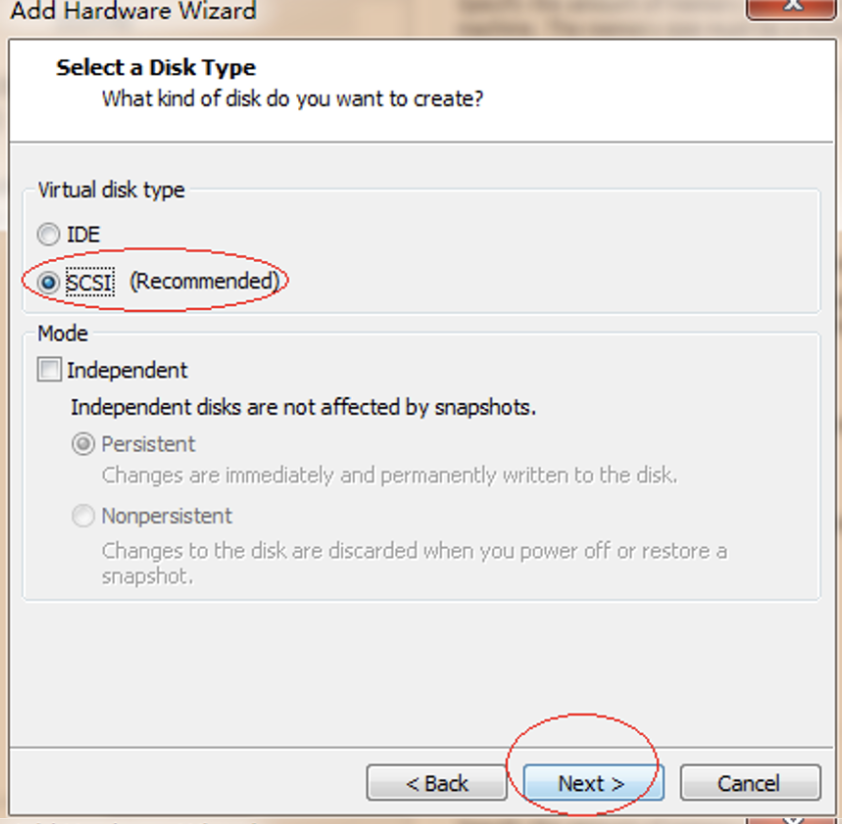 Add Hardware Wizard
Select a Disk Type
What kind of disk do you want to create?
Virtual disk type
IDE
SCSI (Recommended)
Mode
Independent
Independent disks are not affected by snapshots.
Persistent
Changes are immediately and permanently written to the disk.
Nonpersistent
Changes to the disk are discarded when you power off or restore a
snapshot.
< Back
Next >
Cancel